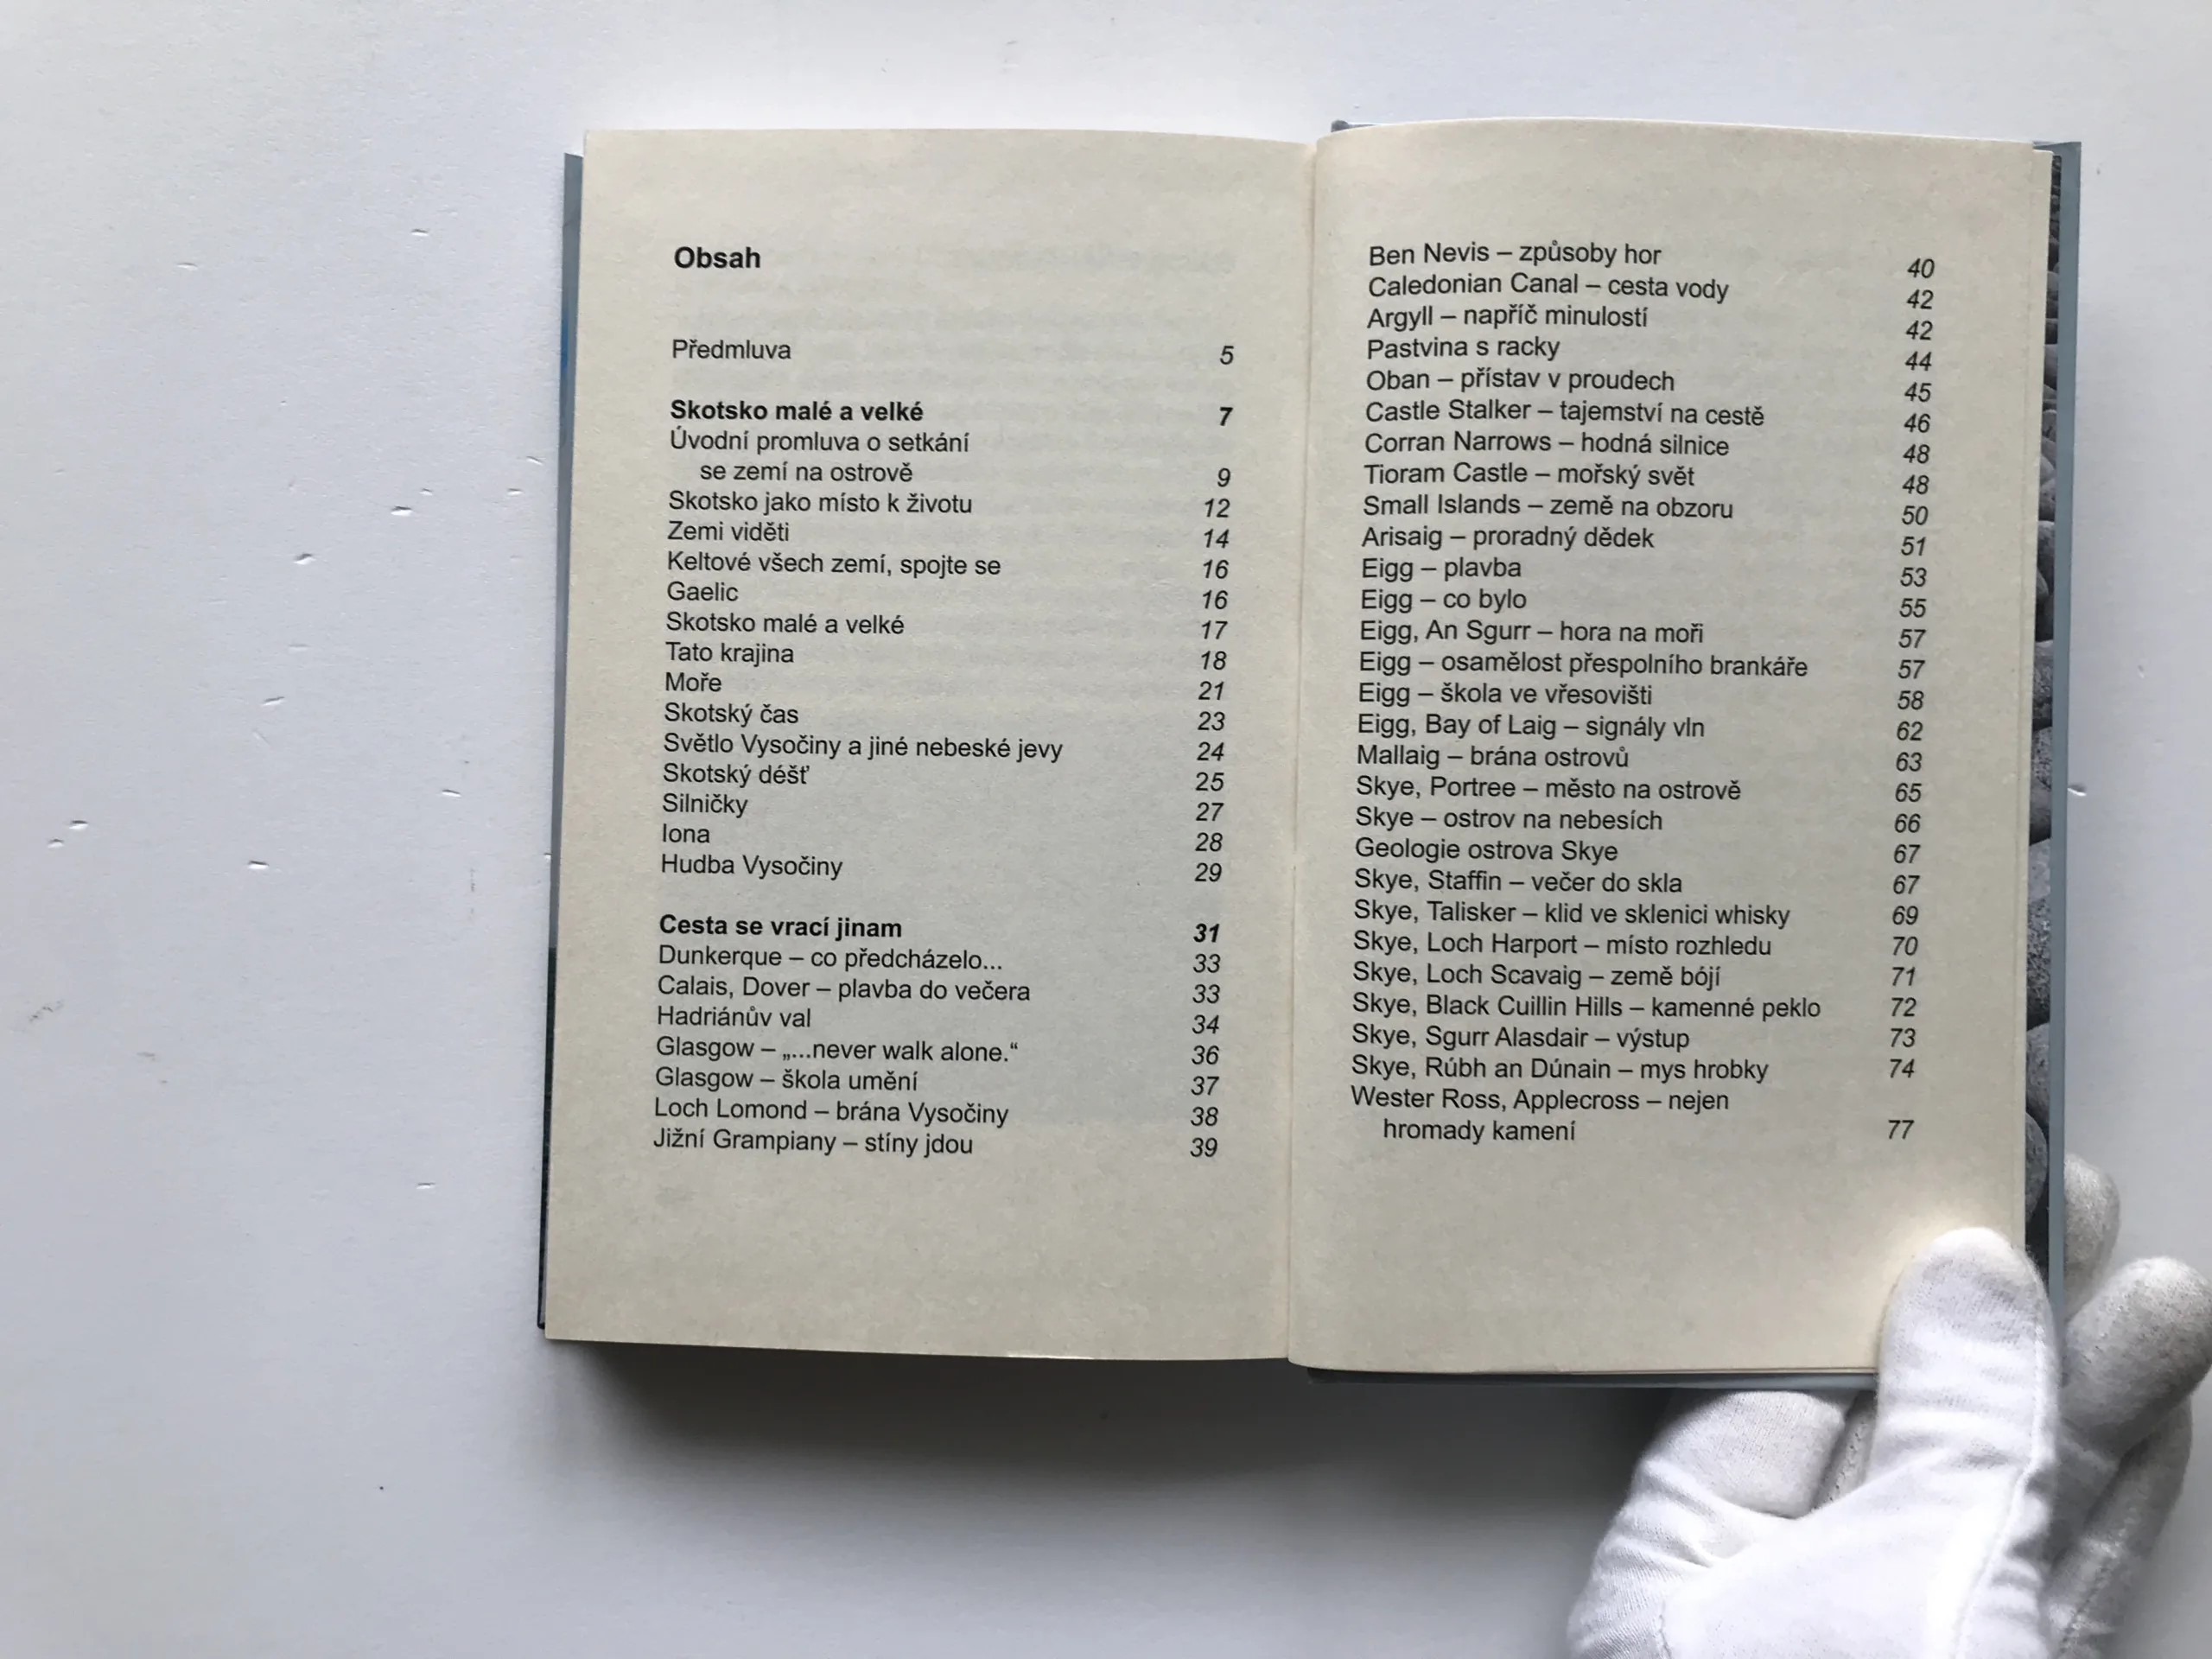 Obsah
Předmluva 5
Skotsko malé a velké 7
Úvodní promluva o setkání
se zemí na ostrově 9
Skotsko jako místo k životu 12
Zemi viděti 14
Keltové všech zemí, spojte se 16
Gaelic 16
Skotsko malé a velké 17
Tato krajina 18
Moře 21
Skotský čas 23
Světlo Vysočiny a jiné nebeské jevy 24
Skotský déšť 25
Silničky 27
Iona 28
Hudba Vysočiny 29
Cesta se vrací jinam 31
Dunkerque – co předcházelo... 33
Calais, Dover – plavba do večera 33
Hadriánův val 34
Glasgow – „...never walk alone.“ 36
Glasgow – škola umění 37
Loch Lomond – brána Vysočiny 38
Jižní Grampiany – stíny jdou 39
Ben Nevis – způsoby hor 40
Caledonian Canal – cesta vody 42
Argyll – napříč minulostí 42
Pastvina s racky 44
Oban – přístav v proudech 45
Castle Stalker – tajemství na cestě 46
Corran Narrows – hodná silnice 48
Tioram Castle – mořský svět 48
Small Islands – země na obzoru 50
Arisaig – proradný dědek 51
Eigg – plavba 53
Eigg – co bylo 55
Eigg, An Sgurr – hora na moři 57
Eigg – osamělost přespolního brankáře 57
Eigg – škola ve vřesovišti 58
Eigg, Bay of Laig – signály vln 62
Mallaig – brána ostrovů 63
Skye, Portree – město na ostrově 65
Skye – ostrov na nebesích 66
Geologie ostrova Skye 67
Skye, Staffin – večer do skla 67
Skye, Talisker – klid ve sklenici whisky 69
Skye, Loch Harport – místo rozhledu 70
Skye, Loch Scavaig – země bójí 71
Skye, Black Cuillin Hills – kamenné peklo 72
Skye, Sgurr Alasdair – výstup 73
Skye, Rúbh an Dúnain – mys hrobky 74
Wester Ross, Applecross – nejen
hromady kamení 77